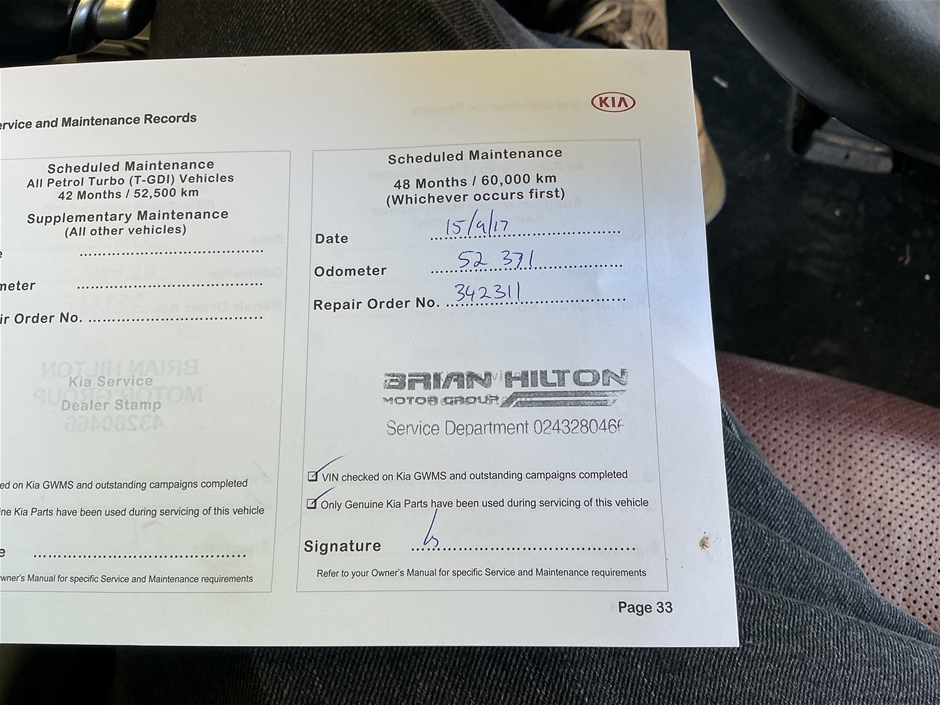 ervice and Maintenance Records
KIA
Scheduled Maintenance
All Petrol Turbo (T-GDI) Vehicles
42 Months / 52,500 km
Supplementary Maintenance
(All other vehicles)
e
meter
ir Order No.
Kia Service
Dealer Stamp
ed on Kia GWMS and outstanding campaigns completed
ne Kia Parts have been used during servicing of this vehicle
e
wner's Manual for specific Service and Maintenance requirements
Scheduled Maintenance
48 Months / 60,000 km
(Whichever occurs first)
Date 15/9/17
Odometer 52 371
Repair Order No. 342311
BRIAN HILTON
MOTOR GROUP
Service Department 0243280466
VIN checked on Kia GWMS and outstanding campaigns completed
Only Genuine Kia Parts have been used during servicing of this vehicle
Signature
Refer to your Owner's Manual for specific Service and Maintenance requirements
Page 33